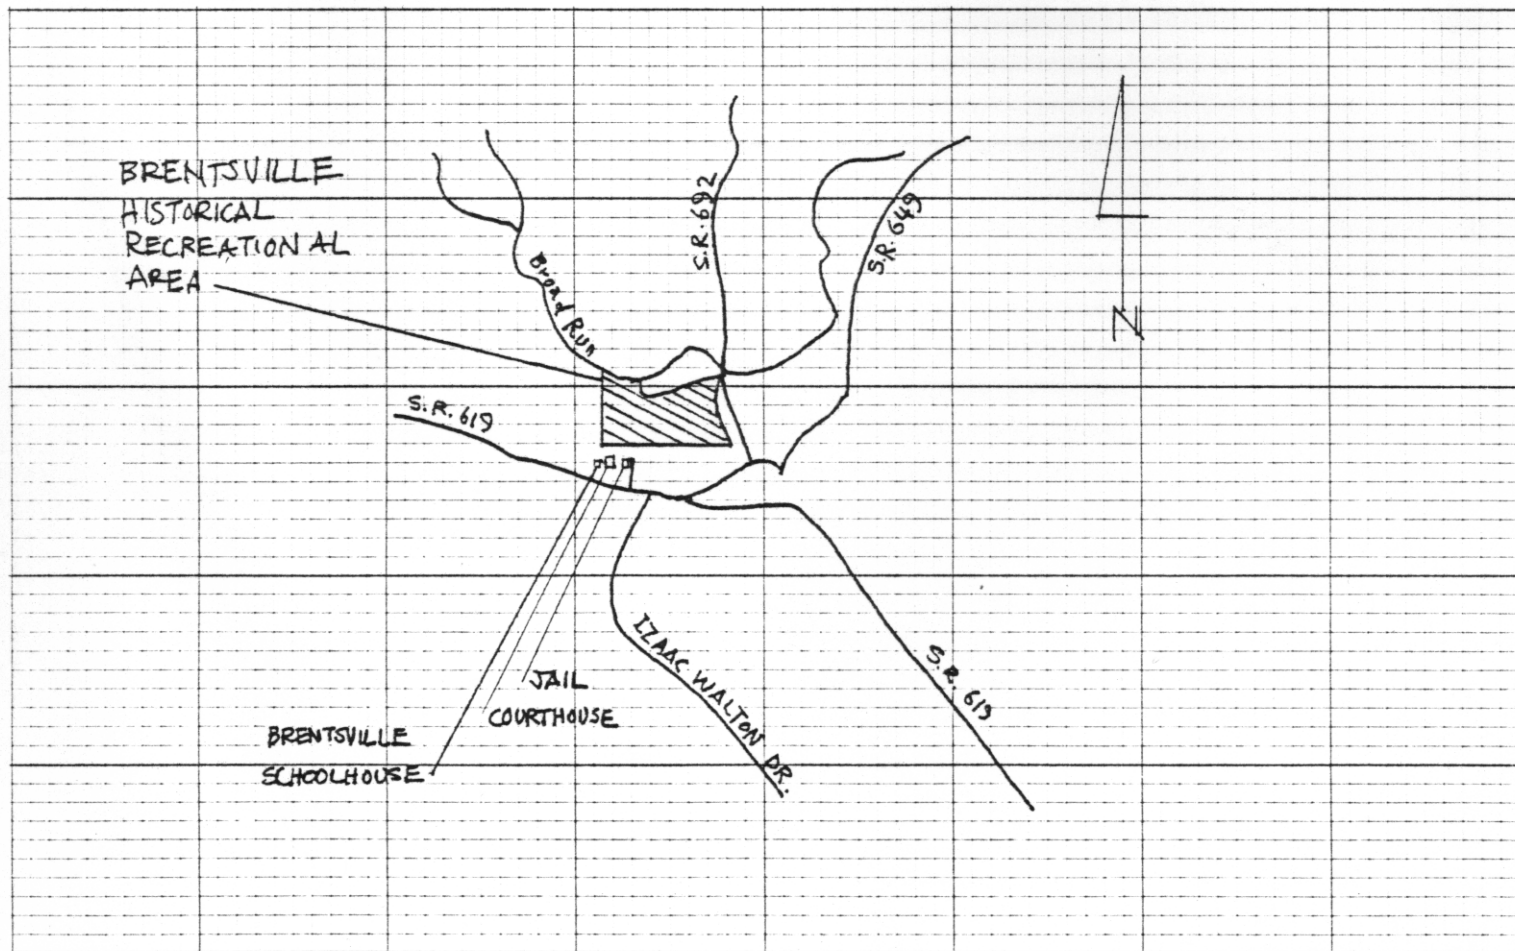 BRENTSVILLE
HISTORICAL
RECREATIONAL
AREA
Broad Run
S.R. 692
S.R. 649
N
S.R. 619
IZAAC WALTON DR.
S.R. 619
JAIL
COURTHOUSE
BRENTSVILLE
SCHOOLHOUSE